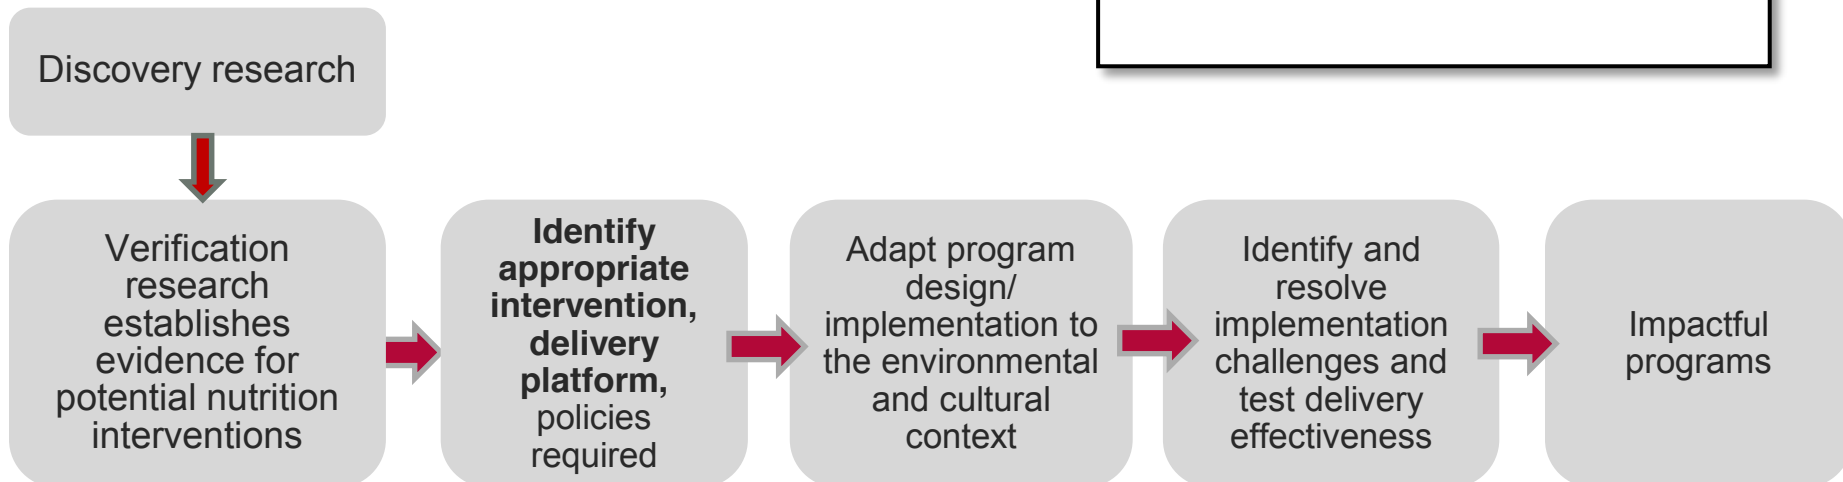 Discovery research
Verification
research
establishes
evidence for
potential nutrition
interventions
Identify
appropriate
intervention,
delivery
platform,
policies
required
Adapt program
design/
implementation to
the environmental
and cultural
context
Identify and
resolve
implementation
challenges and
test delivery
effectiveness
Impactful
programs